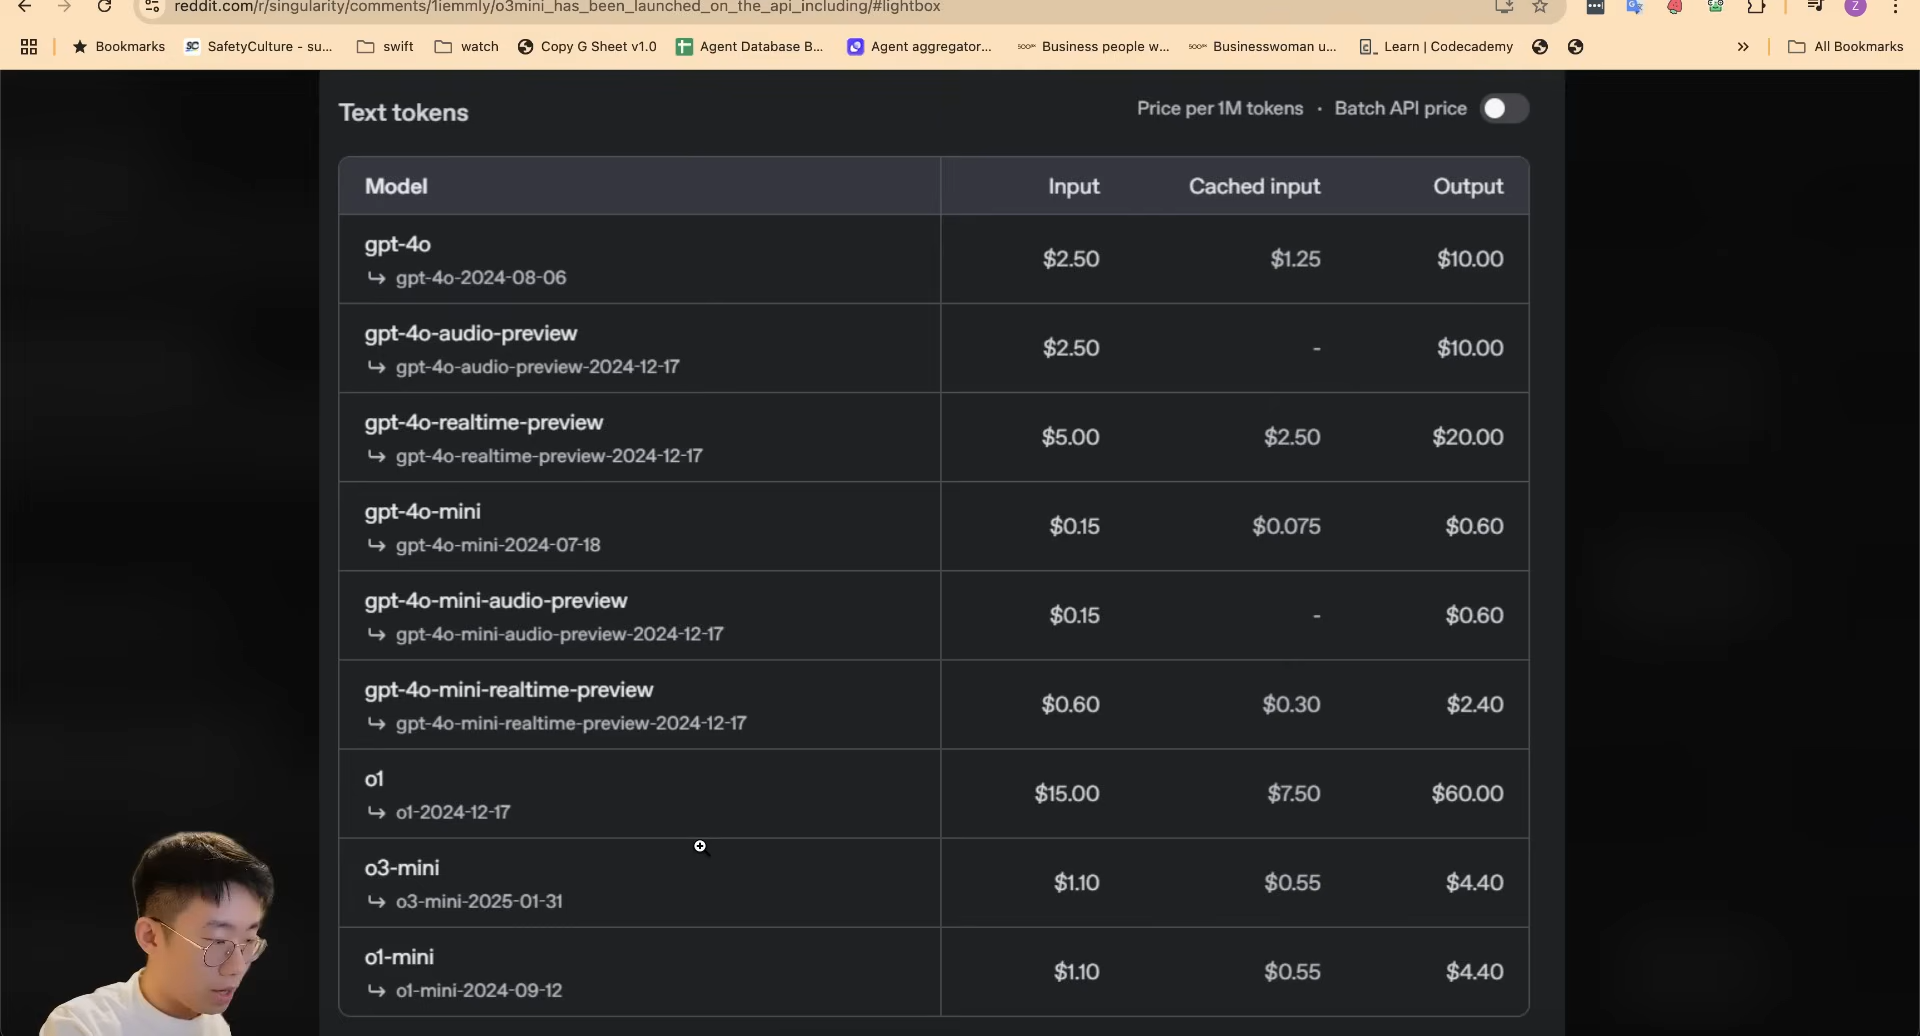 reddit.com/r/singularity/comments/1iemmly/o3mini_has_been_launched_on_the_api_including/#lightbox
Z
Bookmarks SC SafetyCulture - su... swift watch Copy G Sheet v1.0 Agent Database B... Agent aggregator... Business people w... Businesswoman u... Learn | Codecademy » All Bookmarks
Text tokens Price per 1M tokens · Batch API price
Model Input Cached input Output
gpt-4o
↳ gpt-4o-2024-08-06
$2.50 $1.25 $10.00
gpt-4o-audio-preview
↳ gpt-4o-audio-preview-2024-12-17
$2.50 - $10.00
gpt-4o-realtime-preview
↳ gpt-4o-realtime-preview-2024-12-17
$5.00 $2.50 $20.00
gpt-4o-mini
↳ gpt-4o-mini-2024-07-18
$0.15 $0.075 $0.60
gpt-4o-mini-audio-preview
↳ gpt-4o-mini-audio-preview-2024-12-17
$0.15 - $0.60
gpt-4o-mini-realtime-preview
↳ gpt-4o-mini-realtime-preview-2024-12-17
$0.60 $0.30 $2.40
o1
↳ o1-2024-12-17
$15.00 $7.50 $60.00
o3-mini
↳ o3-mini-2025-01-31
$1.10 $0.55 $4.40
o1-mini
↳ o1-mini-2024-09-12
$1.10 $0.55 $4.40